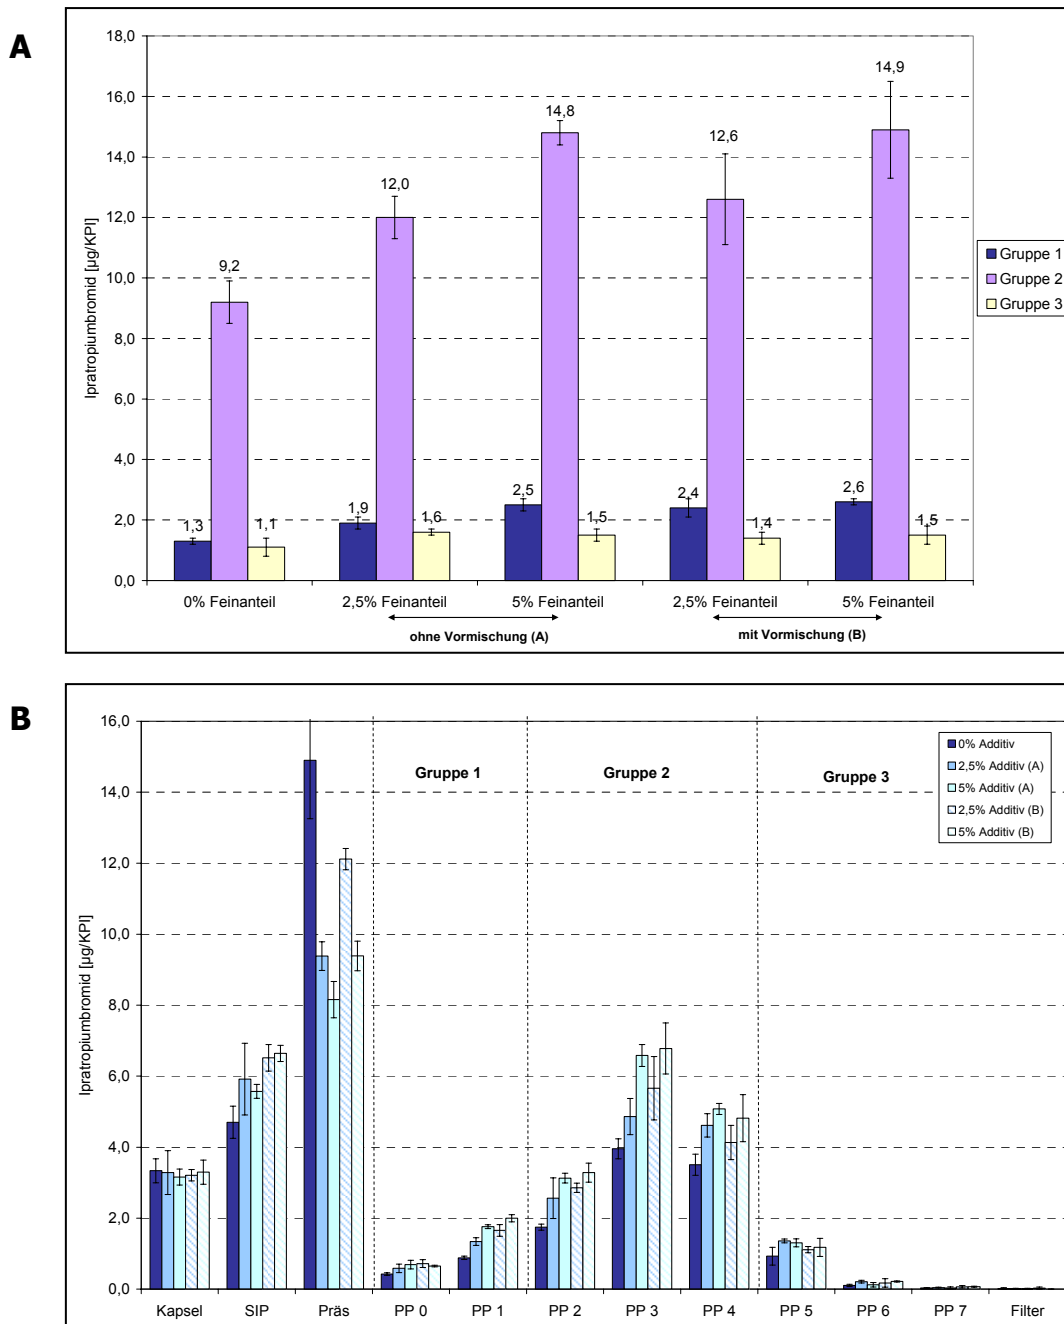 A
18,0
16,0
14,0
12,0
10,0
8,0
6,0
4,0
2,0
0,0
Ipratropiumbromid [µg/KPI]
1,3
9,2
1,1
1,9
12,0
1,6
2,5
14,8
1,5
2,4
12,6
1,4
2,6
14,9
1,5
Gruppe 1
Gruppe 2
Gruppe 3
0% Feinanteil
2,5% Feinanteil
5% Feinanteil
2,5% Feinanteil
5% Feinanteil
ohne Vormischung (A)
mit Vormischung (B)
B
16,0
14,0
12,0
10,0
8,0
6,0
4,0
2,0
0,0
Ipratropiumbromid [µg/KPI]
Gruppe 1
Gruppe 2
Gruppe 3
0% Additiv
2,5% Additiv (A)
5% Additiv (A)
2,5% Additiv (B)
5% Additiv (B)
Kapsel
SIP
Präs
PP 0
PP 1
PP 2
PP 3
PP 4
PP 5
PP 6
PP 7
Filter